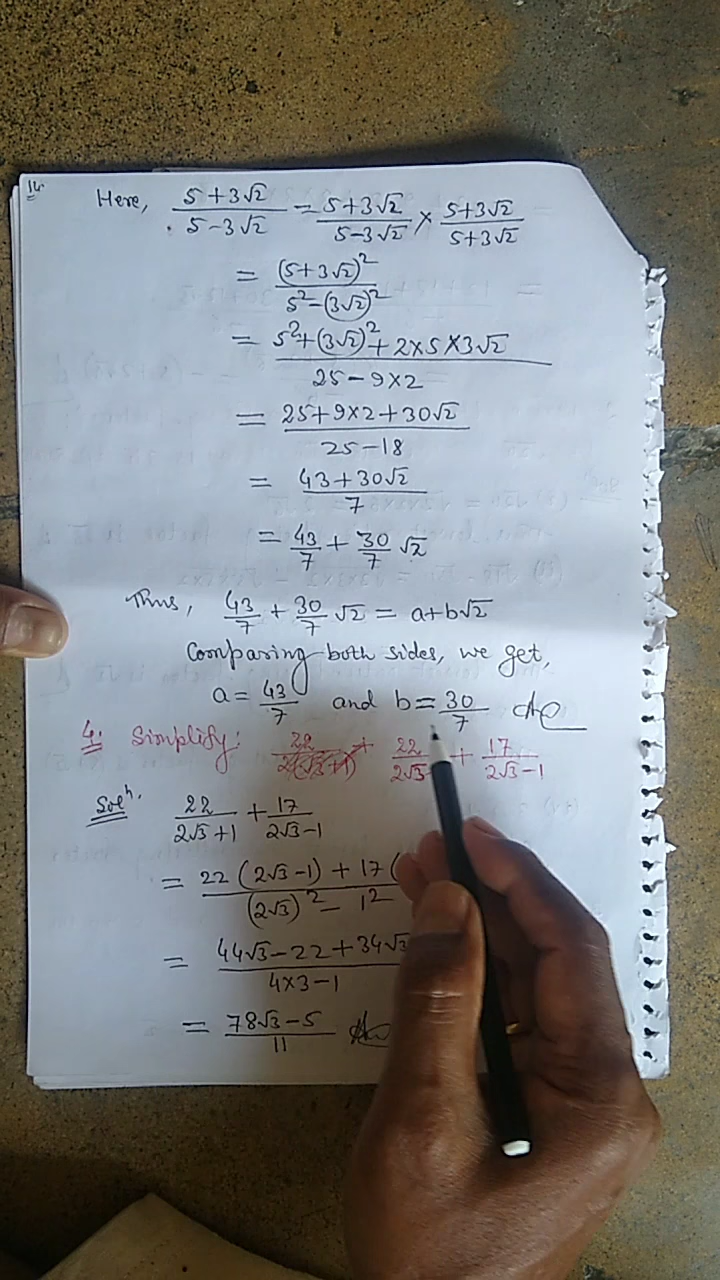 14.
Here, (5+3√2)/(5-3√2) = (5+3√2)/(5-3√2) × (5+3√2)/(5+3√2)
= (5+3√2)²/(5²-(3√2)²)
= (5²+(3√2)²+2×5×3√2)/(25-9×2)
= (25+9×2+30√2)/(25-18)
= (43+30√2)/7
= 43/7 + 30/7 √2
Thus, 43/7 + 30/7 √2 = a+b√2
Comparing both sides, we get,
a = 43/7 and b = 30/7
4. Simplify: 22/(2√3 + 17/(2√3-1)
Solⁿ. 22/(2√3+1) + 17/(2√3-1)
= (22(2√3-1)+17(/((2√3)²-1²)
= (44√3-22+34√3/(4×3-1)
= (78√3-5)/11